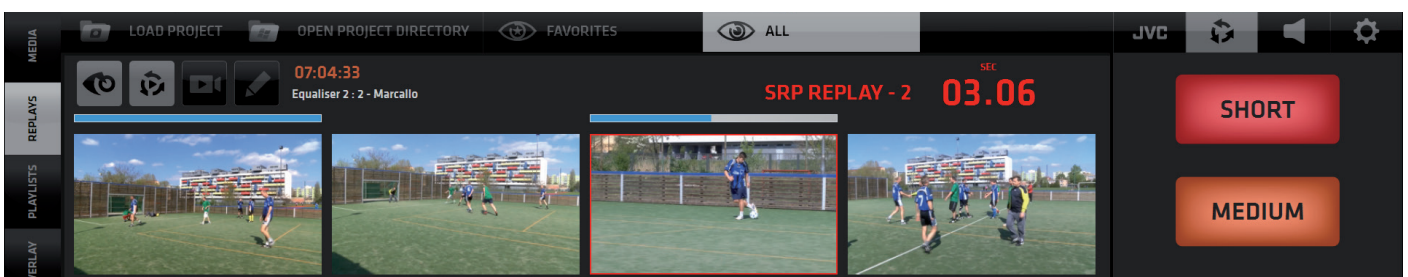 MEDIA
REPLAYS
PLAYLISTS
LOAD PROJECT
OPEN PROJECT DIRECTORY
FAVORITES
ALL
JVC
07:04:33
Equaliser 2 : 2 - Marcallo
SRP REPLAY - 2
SEC
03.06
SHORT
MEDIUM